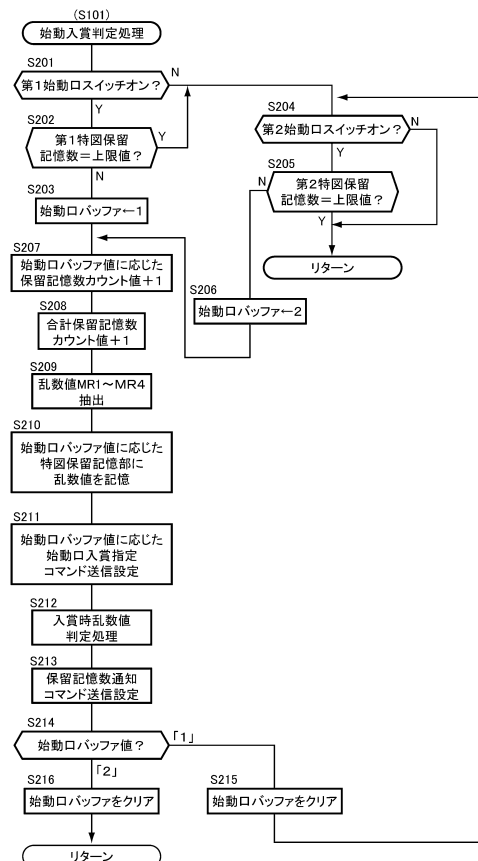 (S101)
始動入賞判定処理
S201
第1始動口スイッチオン？
N
Y
S202
第1特図保留
記憶数＝上限値？
Y
N
S203
始動口バッファ←1
S204
第2始動口スイッチオン？
N
Y
S205
第2特図保留
記憶数＝上限値？
N
Y
リターン
S206
始動口バッファ←2
S207
始動口バッファ値に応じた
保留記憶数カウント値＋1
S208
合計保留記憶数
カウント値＋1
S209
乱数値MR1～MR4
抽出
S210
始動口バッファ値に応じた
特図保留記憶部に
乱数値を記憶
S211
始動口バッファ値に応じた
始動口入賞指定
コマンド送信設定
S212
入賞時乱数値
判定処理
S213
保留記憶数通知
コマンド送信設定
S214
始動口バッファ値？
「1」
「2」
S216
始動口バッファをクリア
S215
始動口バッファをクリア
リターン